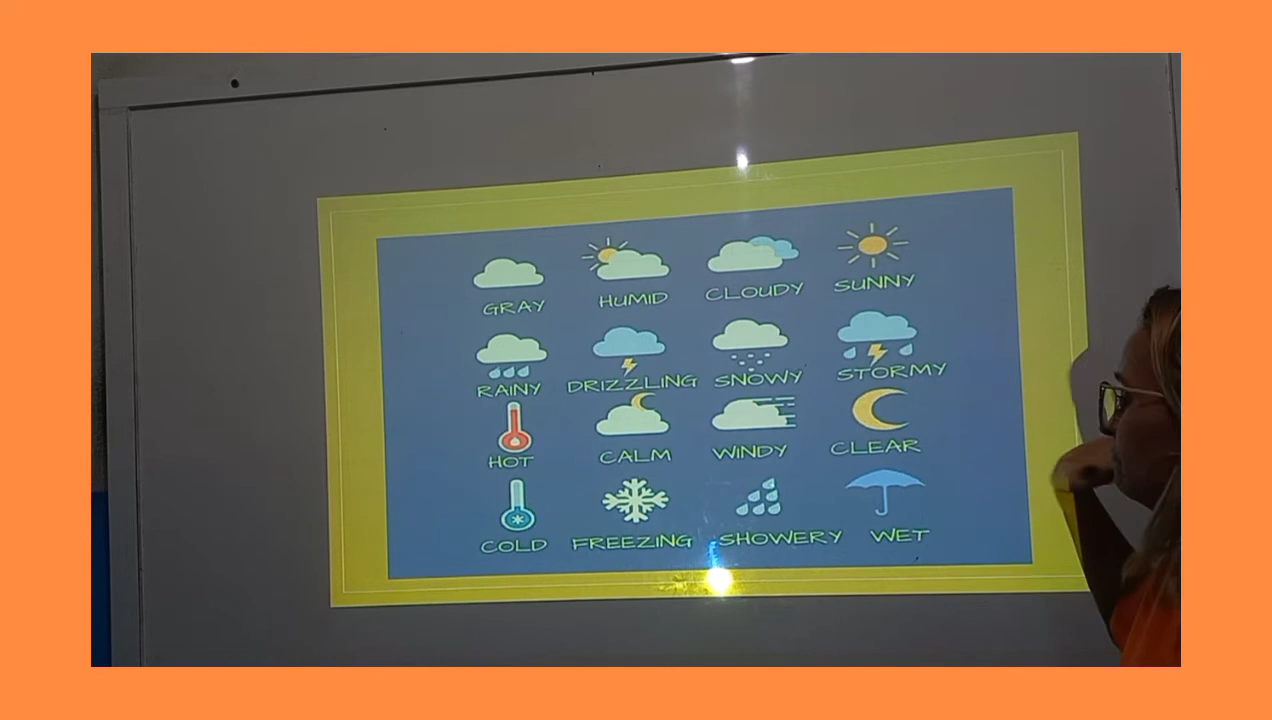 GRAY HUMID CLOUDY SUNNY
RAINY DRIZZLING SNOWY STORMY
HOT CALM WINDY CLEAR
COLD FREEZING SHOWERY WET